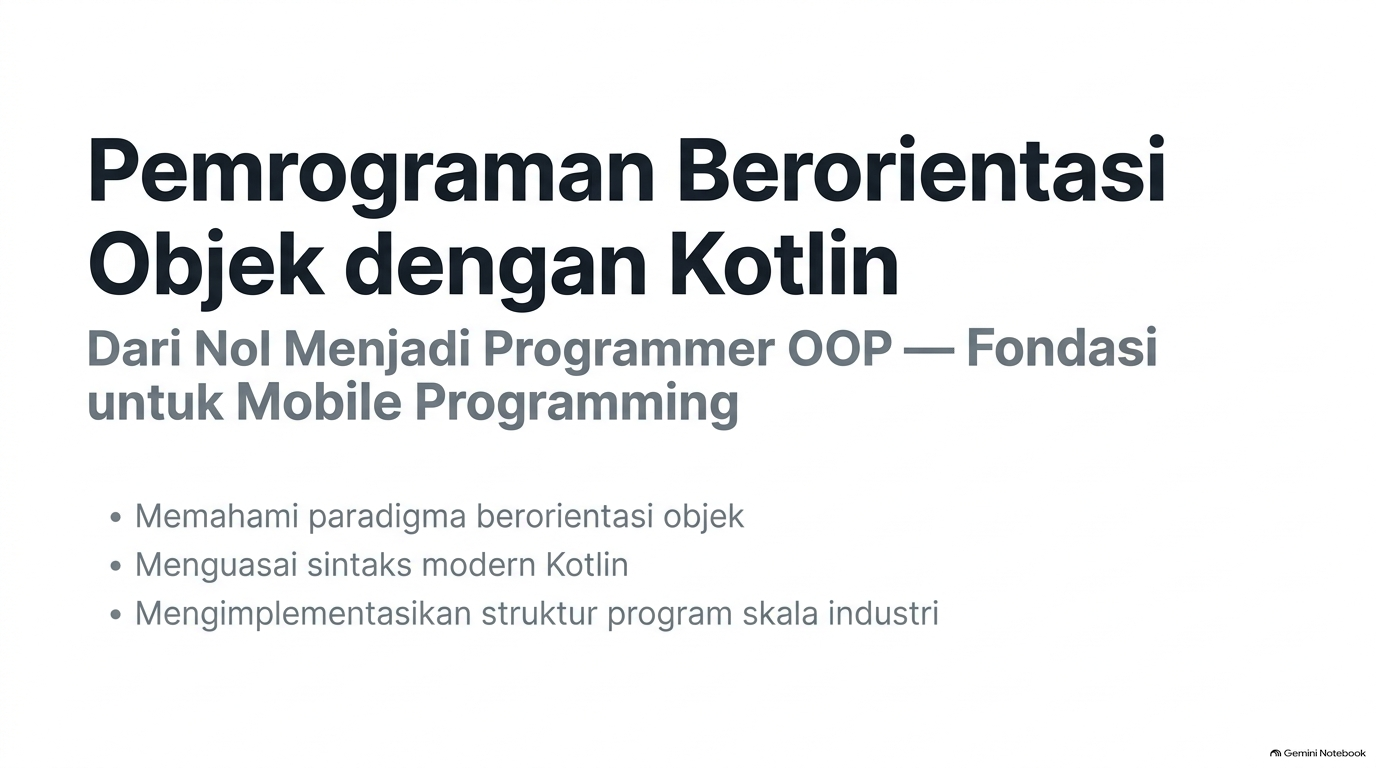 Pemrograman Berorientasi
Objek dengan Kotlin
Dari Nol Menjadi Programmer OOP — Fondasi
untuk Mobile Programming
• Memahami paradigma berorientasi objek
• Menguasai sintaks modern Kotlin
• Mengimplementasikan struktur program skala industri
Gemini Notebook